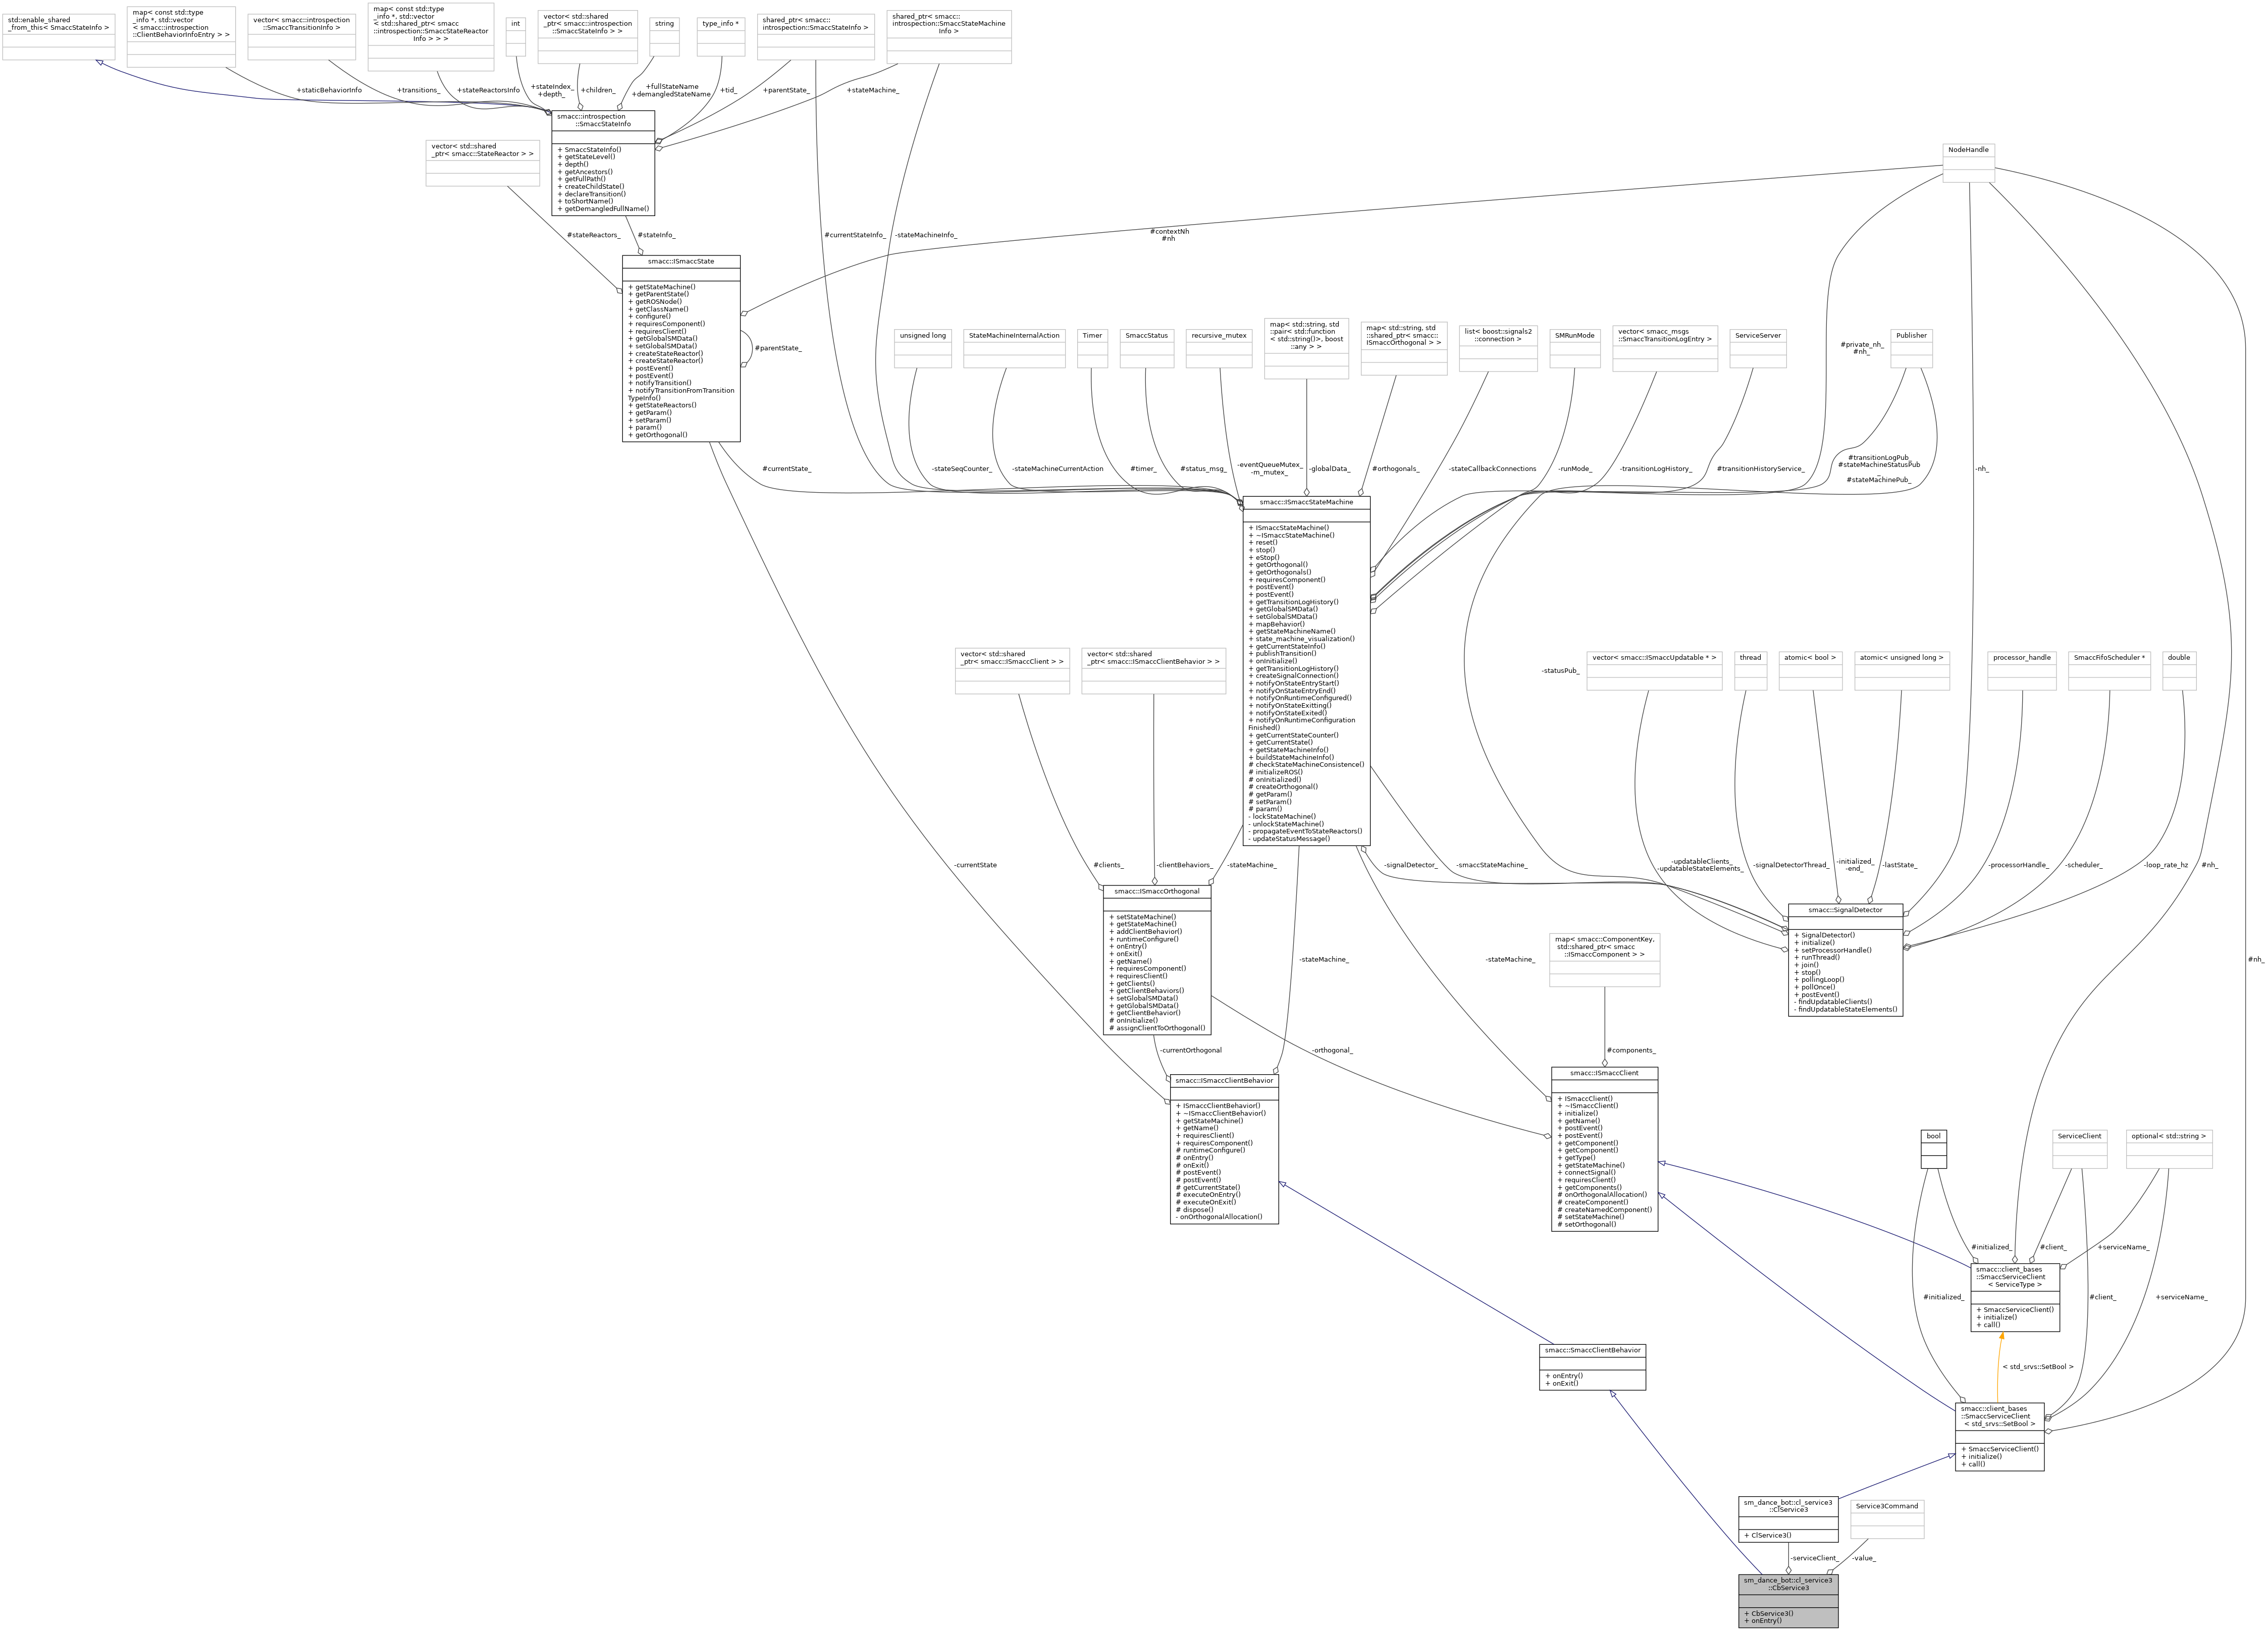 std::enable_shared
_from_this< SmaccStateInfo >
map< const std::type
_info *, std::vector
< smacc::introspection
::ClientBehaviorInfoEntry > >
vector< smacc::introspection
::SmaccTransitionInfo >
map< const std::type
_info *, std::vector
< std::shared_ptr< smacc
::introspection::SmaccStateReactor
Info > > >
int
vector< std::shared
_ptr< smacc::introspection
::SmaccStateInfo > >
string
type_info *
shared_ptr< smacc::
introspection::SmaccStateInfo >
shared_ptr< smacc::
introspection::SmaccStateMachine
Info >
+staticBehaviorInfo
+transitions_
+stateReactorsInfo
+stateIndex_
+depth_
+children_
+fullStateName
+demangledStateName
+tid_
+parentState_
+stateMachine_
smacc::introspection
::SmaccStateInfo
+ SmaccStateInfo()
+ getStateLevel()
+ depth()
+ getAncestors()
+ getFullPath()
+ createChildState()
+ declareTransition()
+ toShortName()
+ getDemangledFullName()
vector< std::shared
_ptr< smacc::StateReactor > >
NodeHandle
#stateReactors_
#stateInfo_
#currentStateInfo_
-stateMachineInfo_
#contextNh
#nh
smacc::ISmaccState
+ getStateMachine()
+ getParentState()
+ getROSNode()
+ getClassName()
+ configure()
+ requiresComponent()
+ requiresClient()
+ getGlobalSMData()
+ setGlobalSMData()
+ createStateReactor()
+ createStateReactor()
+ postEvent()
+ postEvent()
+ notifyTransition()
+ notifyTransitionFromTransition
TypeInfo()
+ getStateReactors()
+ getParam()
+ setParam()
+ param()
+ getOrthogonal()
#parentState_
unsigned long
StateMachineInternalAction
Timer
SmaccStatus
recursive_mutex
map< std::string, std
::pair< std::function
< std::string()>, boost
::any > >
map< std::string, std
::shared_ptr< smacc::
ISmaccOrthogonal > >
list< boost::signals2
::connection >
SMRunMode
vector< smacc_msgs
::SmaccTransitionLogEntry >
ServiceServer
#private_nh_
#nh_
Publisher
#currentState_
-stateSeqCounter_
-stateMachineCurrentAction
#timer_
#status_msg_
-eventQueueMutex_
-m_mutex_
-globalData_
#orthogonals_
-stateCallbackConnections
-runMode_
-transitionLogHistory_
#transitionHistoryService_
#transitionLogPub_
#stateMachineStatusPub
_
#stateMachinePub_
-nh_
smacc::ISmaccStateMachine
+ ISmaccStateMachine()
+ ~ISmaccStateMachine()
+ reset()
+ stop()
+ eStop()
+ getOrthogonal()
+ getOrthogonals()
+ requiresComponent()
+ postEvent()
+ postEvent()
+ getTransitionLogHistory()
+ getGlobalSMData()
+ setGlobalSMData()
+ mapBehavior()
+ getStateMachineName()
+ state_machine_visualization()
+ getCurrentStateInfo()
+ publishTransition()
+ onInitialize()
+ getTransitionLogHistory()
+ createSignalConnection()
+ notifyOnStateEntryStart()
+ notifyOnStateEntryEnd()
+ notifyOnRuntimeConfigured()
+ notifyOnStateExitting()
+ notifyOnStateExited()
+ notifyOnRuntimeConfiguration
Finished()
+ getCurrentStateCounter()
+ getCurrentState()
+ getStateMachineInfo()
+ buildStateMachineInfo()
# checkStateMachineConsistence()
# initializeROS()
# onInitialized()
# createOrthogonal()
# getParam()
# setParam()
# param()
- lockStateMachine()
- unlockStateMachine()
- propagateEventToStateReactors()
- updateStatusMessage()
vector< std::shared
_ptr< smacc::ISmaccClient > >
vector< std::shared
_ptr< smacc::ISmaccClientBehavior > >
-statusPub_
vector< smacc::ISmaccUpdatable * >
thread
atomic< bool >
atomic< unsigned long >
processor_handle
SmaccFifoScheduler *
double
-currentState
#clients_
-clientBehaviors_
-stateMachine_
-signalDetector_
-smaccStateMachine_
-updatableClients_
-updatableStateElements_
-signalDetectorThread_
-initialized_
-end_
-lastState_
-processorHandle_
-scheduler_
-loop_rate_hz
#nh_
smacc::ISmaccOrthogonal
+ setStateMachine()
+ getStateMachine()
+ addClientBehavior()
+ runtimeConfigure()
+ onEntry()
+ onExit()
+ getName()
+ requiresComponent()
+ requiresClient()
+ getClients()
+ getClientBehaviors()
+ setGlobalSMData()
+ getGlobalSMData()
+ getClientBehavior()
# onInitialize()
# assignClientToOrthogonal()
smacc::SignalDetector
+ SignalDetector()
+ initialize()
+ setProcessorHandle()
+ runThread()
+ join()
+ stop()
+ pollingLoop()
+ pollOnce()
+ postEvent()
- findUpdatableClients()
- findUpdatableStateElements()
-stateMachine_
-stateMachine_
map< smacc::ComponentKey,
std::shared_ptr< smacc
::ISmaccComponent > >
#nh_
-currentOrthogonal
-orthogonal_
#components_
smacc::ISmaccClientBehavior
+ ISmaccClientBehavior()
+ ~ISmaccClientBehavior()
+ getStateMachine()
+ getName()
+ requiresClient()
+ requiresComponent()
# runtimeConfigure()
# onEntry()
# onExit()
# postEvent()
# postEvent()
# getCurrentState()
# executeOnEntry()
# executeOnExit()
# dispose()
- onOrthogonalAllocation()
smacc::ISmaccClient
+ ISmaccClient()
+ ~ISmaccClient()
+ initialize()
+ getName()
+ postEvent()
+ postEvent()
+ getComponent()
+ getComponent()
+ getType()
+ getStateMachine()
+ connectSignal()
+ requiresClient()
+ getComponents()
# onOrthogonalAllocation()
# createComponent()
# createNamedComponent()
# setStateMachine()
# setOrthogonal()
bool
ServiceClient
optional< std::string >
#initialized_
#client_
+serviceName_
smacc::client_bases
::SmaccServiceClient
< ServiceType >
+ SmaccServiceClient()
+ initialize()
+ call()
#initialized_
#client_
+serviceName_
smacc::SmaccClientBehavior
+ onEntry()
+ onExit()
< std_srvs::SetBool >
smacc::client_bases
::SmaccServiceClient
< std_srvs::SetBool >
+ SmaccServiceClient()
+ initialize()
+ call()
sm_dance_bot::cl_service3
::ClService3
+ ClService3()
Service3Command
-serviceClient_
-value_
sm_dance_bot::cl_service3
::CbService3
+ CbService3()
+ onEntry()